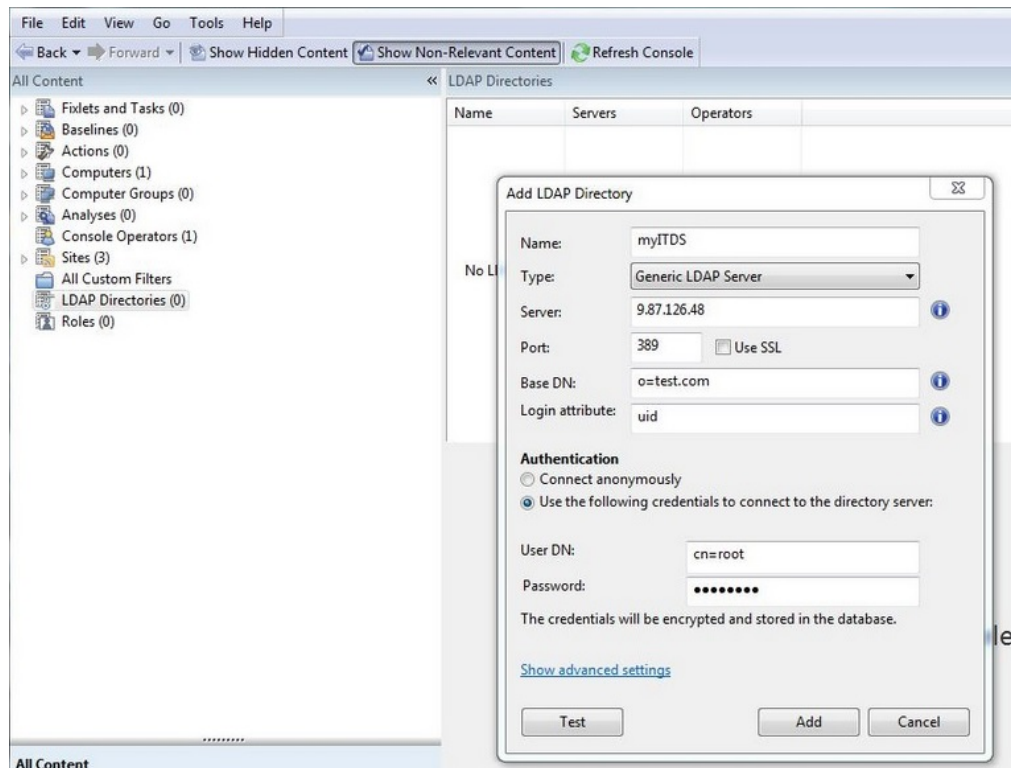 File Edit View Go Tools Help
Back Forward Show Hidden Content Show Non-Relevant Content Refresh Console
All Content « LDAP Directories
Fixlets and Tasks (0)
Baselines (0)
Actions (0)
Computers (1)
Computer Groups (0)
Analyses (0)
Console Operators (1)
Sites (3)
All Custom Filters
LDAP Directories (0)
Roles (0)
Name Servers Operators
Add LDAP Directory
Name: myITDS
No
Type: Generic LDAP Server
Server: 9.87.126.48
Port: 389 Use SSL
Base DN: o=test.com
Login attribute: uid
Authentication
Connect anonymously
Use the following credentials to connect to the directory server:
User DN: cn=root
Password: ••••••••
The credentials will be encrypted and stored in the database.
Show advanced settings
Test Add Cancel
All Content